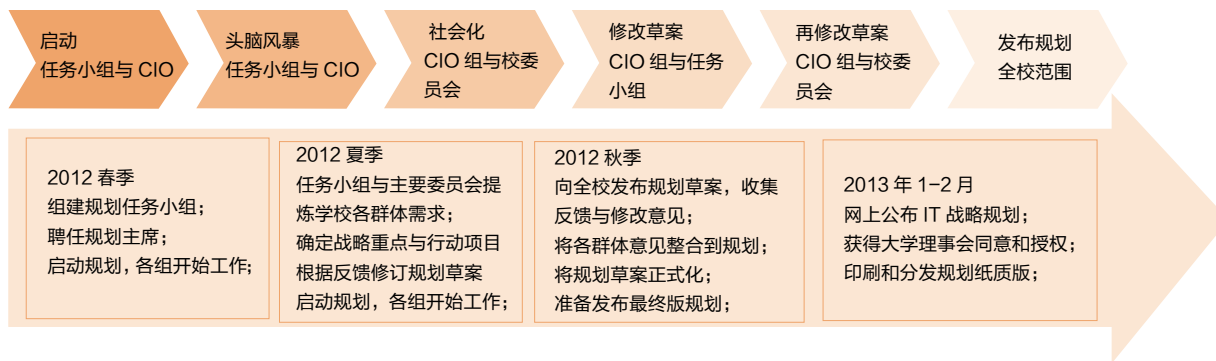 启动
任务小组与 CIO
头脑风暴
任务小组与 CIO
社会化
CIO 组与校委
员会
修改草案
CIO 组与任务
小组
再修改草案
CIO 组与校委
员会
发布规划
全校范围
2012 春季
组建规划任务小组;
聘任规划主席;
启动规划,各组开始工作;
2012 夏季
任务小组与主要委员会提
炼学校各群体需求;
确定战略重点与行动项目
根据反馈修订规划草案
启动规划,各组开始工作;
2012 秋季
向全校发布规划草案,收集
反馈与修改意见;
将各群体意见整合到规划;
将规划草案正式化;
准备发布最终版规划;
2013 年 1-2 月
网上公布 IT 战略规划;
获得大学理事会同意和授权;
印刷和分发规划纸质版;